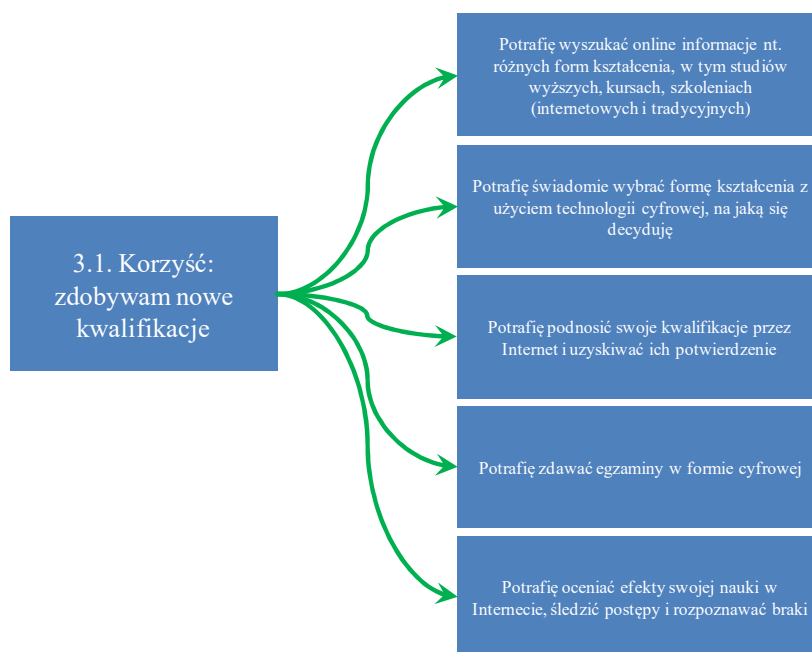 3.1. Korzyść:
zdobywam nowe
kwalifikacje
Potrafię wyszukać online informacje nt.
różnych form kształcenia, w tym studiów
wyższych, kursach, szkoleniach
(internetowych i tradycyjnych)
Potrafię świadomie wybrać formę kształcenia z
użyciem technologii cyfrowej, na jaką się
decyduję
Potrafię podnosić swoje kwalifikacje przez
Internet i uzyskiwać ich potwierdzenie
Potrafię zdawać egzaminy w formie cyfrowej
Potrafię oceniać efekty swojej nauki w
Internecie, śledzić postępy i rozpoznawać braki